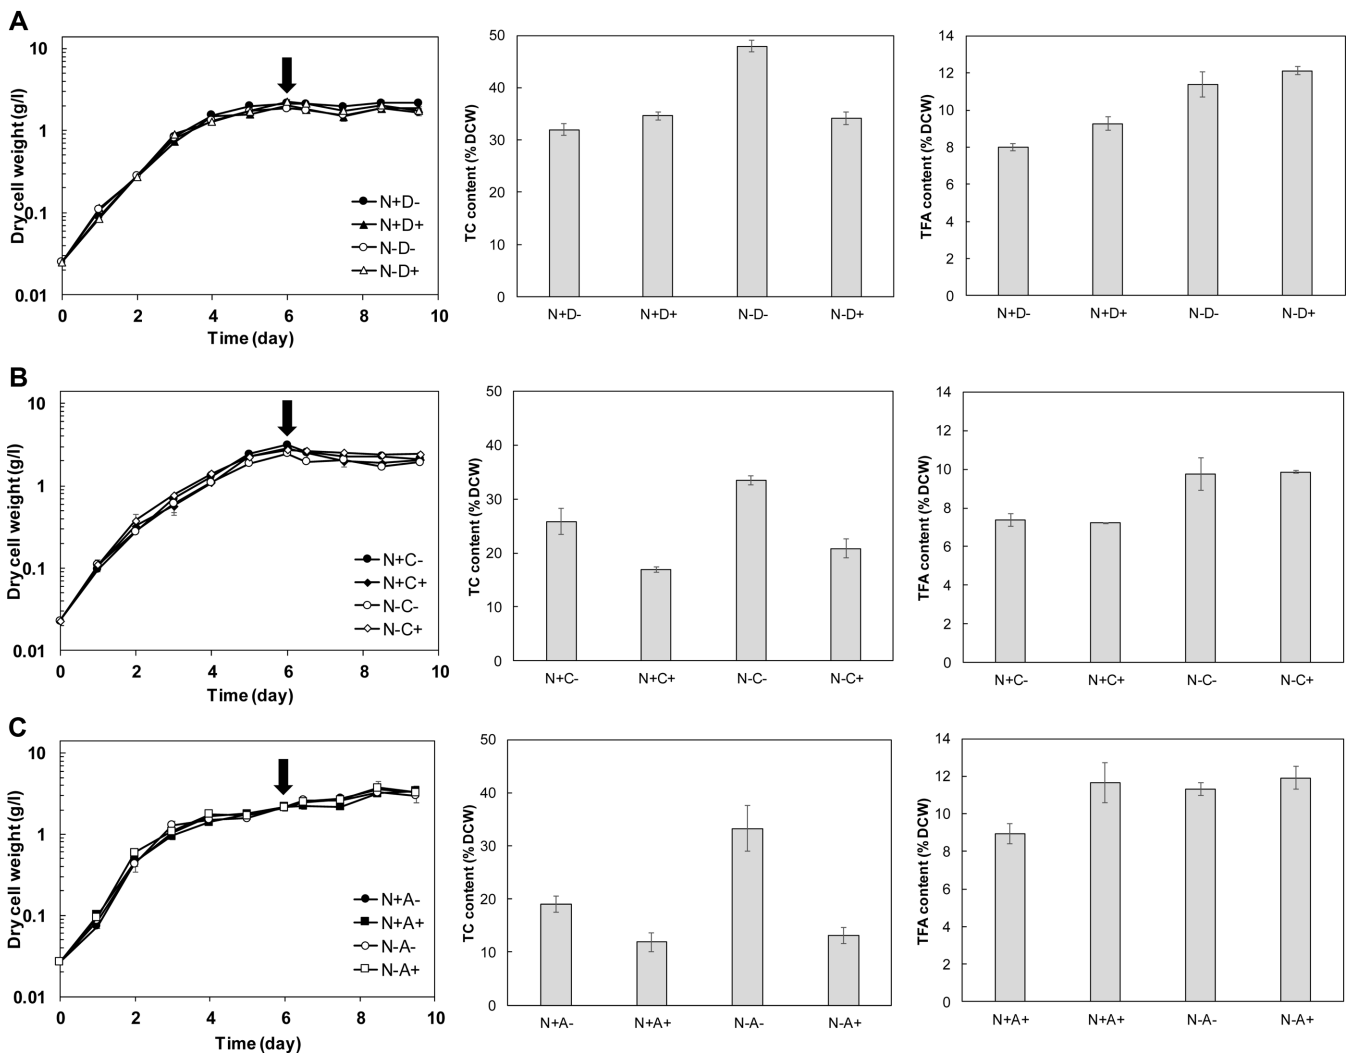 A
Dry cell weight (g/l)
10
1
0.1
0.01
0 2 4 6 8 10
Time (day)
N+D-
N+D+
N-D-
N-D+
TC content (% DCW)
50
40
30
20
10
0
N+D- N+D+ N-D- N-D+
TFA content (% DCW)
14
12
10
8
6
4
2
0
N+D- N+D+ N-D- N-D+
B
Dry cell weight (g/l)
10
1
0.1
0.01
0 2 4 6 8 10
Time (day)
N+C-
N+C+
N-C-
N-C+
TC content (% DCW)
50
40
30
20
10
0
N+C- N+C+ N-C- N-C+
TFA content (% DCW)
14
12
10
8
6
4
2
0
N+C- N+C+ N-C- N-C+
C
Dry cell weight (g/l)
10
1
0.1
0.01
0 2 4 6 8 10
Time (day)
N+A-
N+A+
N-A-
N-A+
TC content (% DCW)
50
40
30
20
10
0
N+A- N+A+ N-A- N-A+
TFA content (% DCW)
14
12
10
8
6
4
2
0
N+A+ N+A+ N-A- N-A+